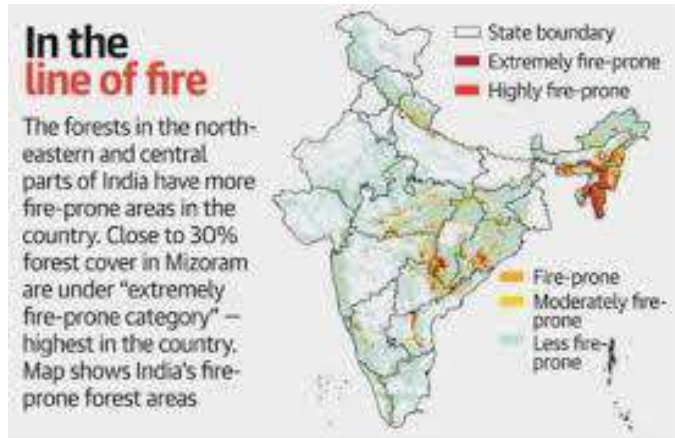 In the
line of fire
The forests in the north-
eastern and central
parts of India have more
fire-prone areas in the
country. Close to 30%
forest cover in Mizoram
are under “extremely
fire-prone category” —
highest in the country.
Map shows India's fire-
prone forest areas
State boundary
Extremely fire-prone
Highly fire-prone
Fire-prone
Moderately fire-
prone
Less fire-
prone